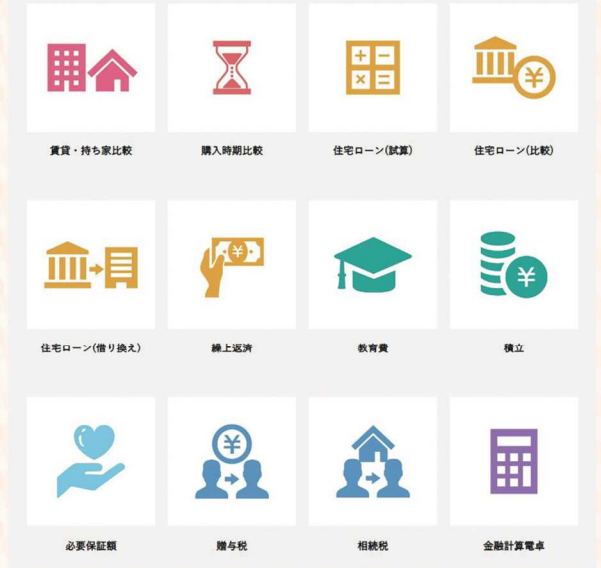 賃貸・持ち家比較
購入時期比較
住宅ローン(試算)
住宅ローン(比較)
住宅ローン(借り換え)
繰上返済
教育費
積立
必要保証額
贈与税
相続税
金融計算電卓